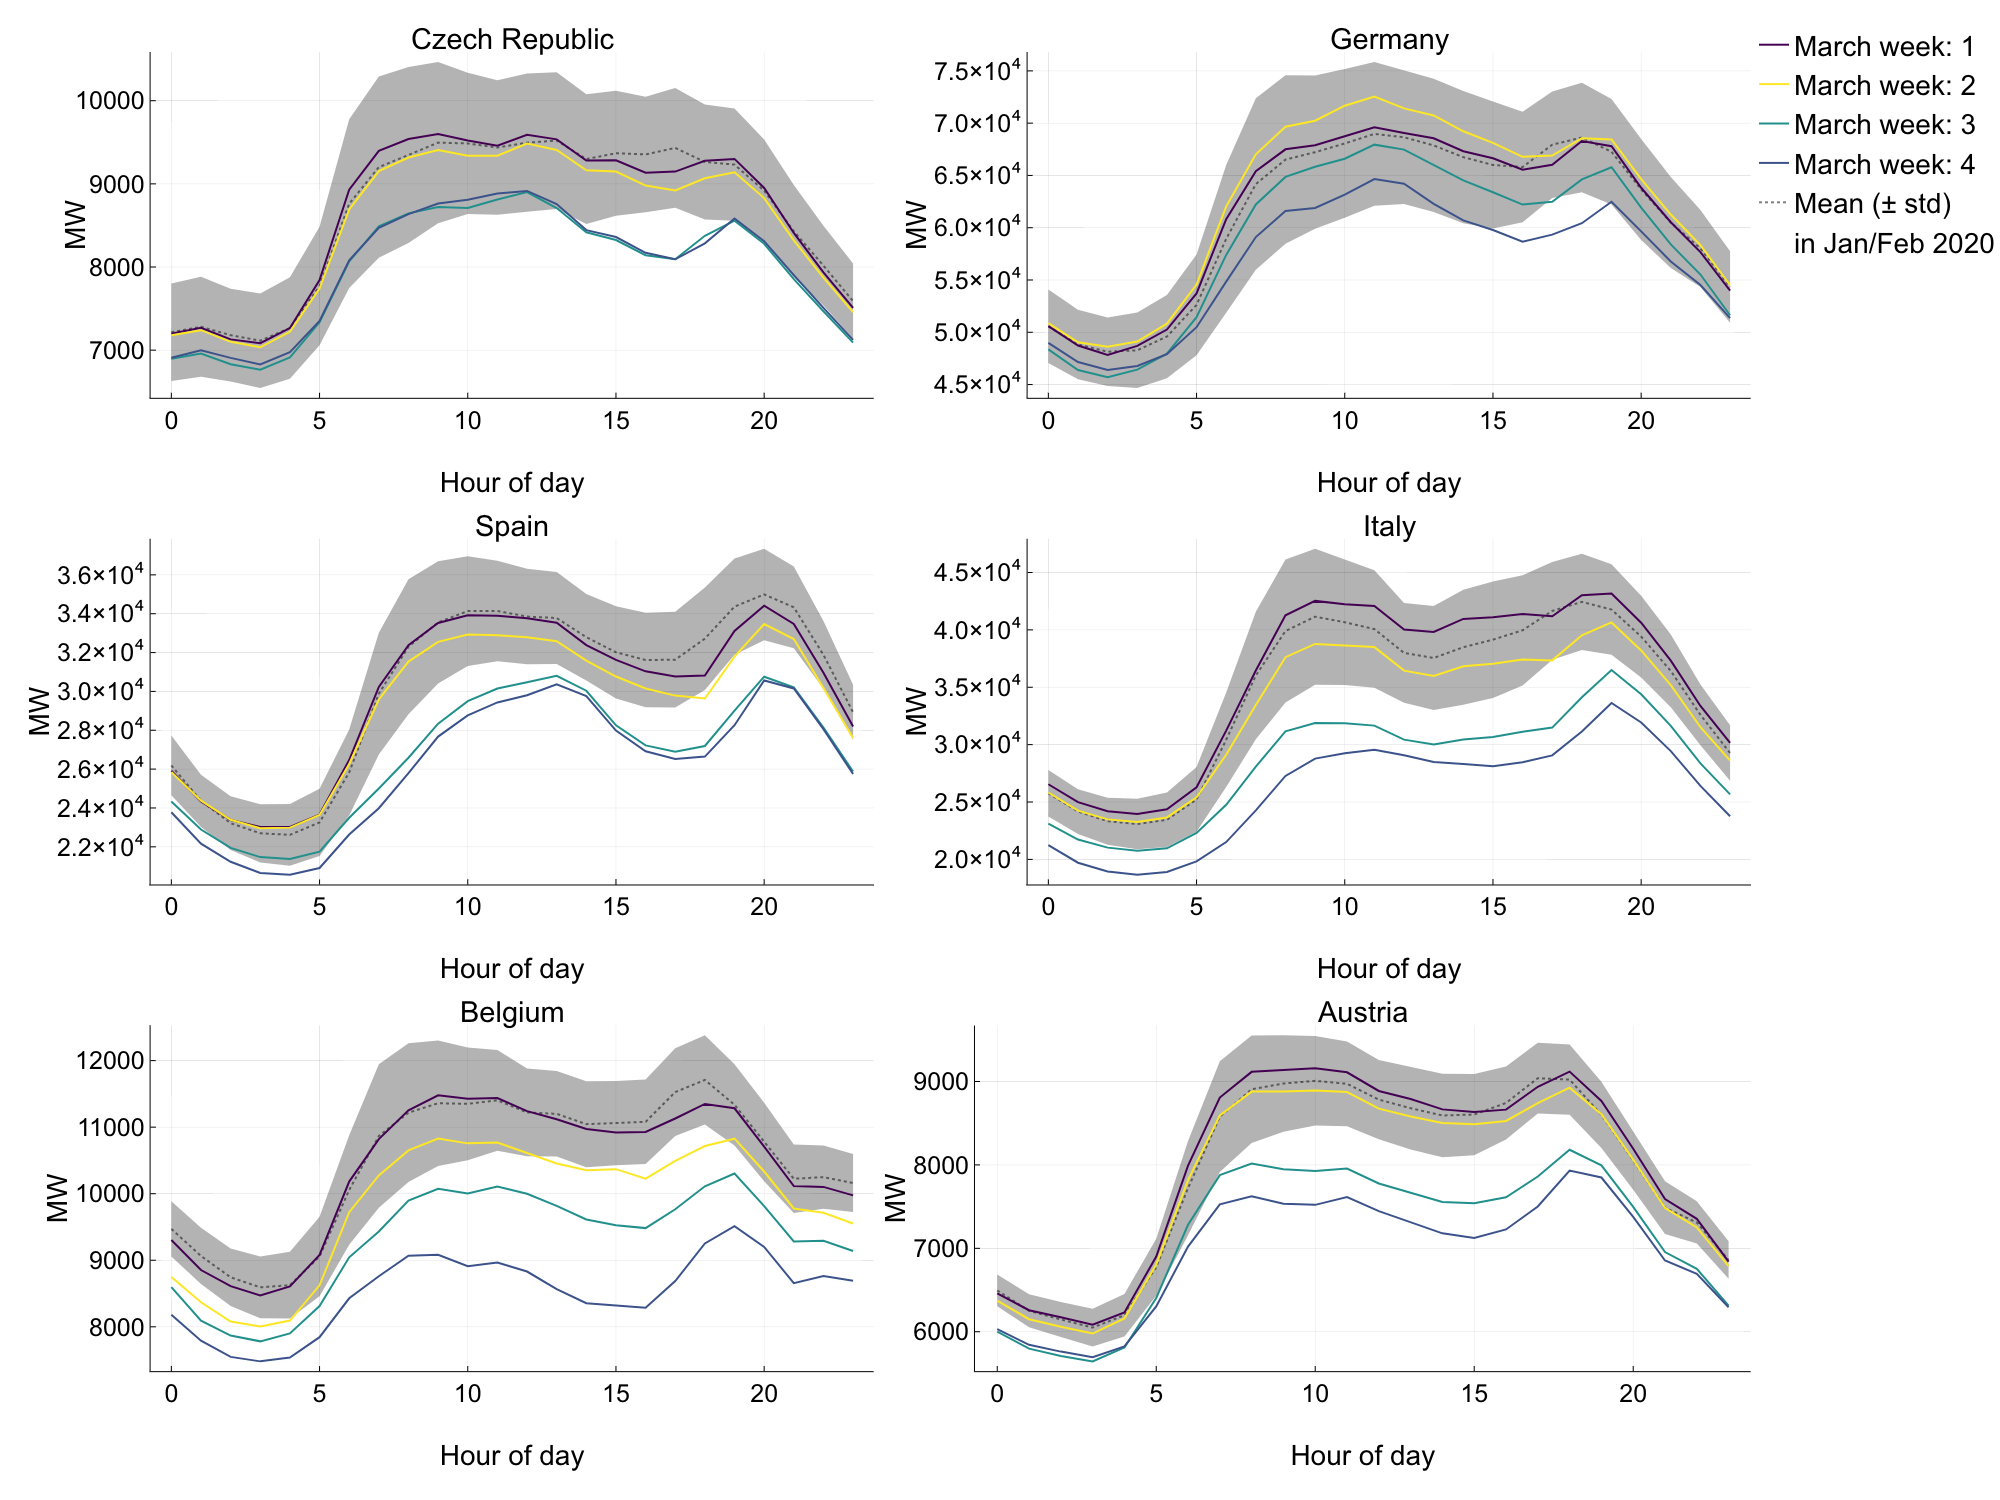 Czech Republic
10000
9000
8000
7000
MW
0 5 10 15 20
Hour of day
Germany
7.5×10⁴
7.0×10⁴
6.5×10⁴
6.0×10⁴
5.5×10⁴
5.0×10⁴
4.5×10⁴
MW
0 5 10 15 20
Hour of day
March week: 1
March week: 2
March week: 3
March week: 4
Mean (± std)
in Jan/Feb 2020
Spain
3.6×10⁴
3.4×10⁴
3.2×10⁴
3.0×10⁴
2.8×10⁴
2.6×10⁴
2.4×10⁴
2.2×10⁴
MW
0 5 10 15 20
Hour of day
Italy
4.5×10⁴
4.0×10⁴
3.5×10⁴
3.0×10⁴
2.5×10⁴
2.0×10⁴
MW
0 5 10 15 20
Hour of day
Belgium
12000
11000
10000
9000
8000
MW
0 5 10 15 20
Hour of day
Austria
9000
8000
7000
6000
MW
0 5 10 15 20
Hour of day